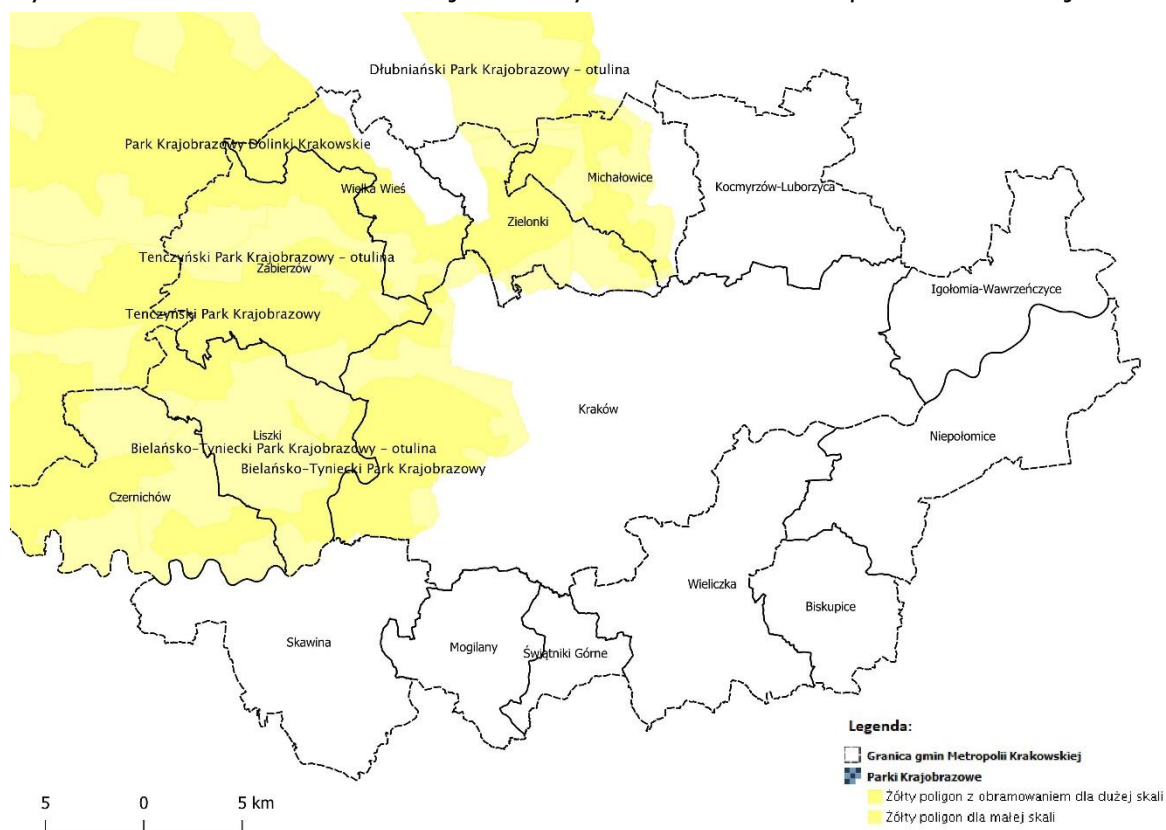 Dłubniański Park Krajobrazowy – otulina
Park Krajobrazowy Dolinki Krakowskie
Michałowice
Wielka Wieś
Kocmyrzów-Luborzyca
Zielonki
Tenczyński Park Krajobrazowy – otulina
Zabierzów
Igołomia-Wawrzeńczyce
Tenczyński Park Krajobrazowy
Kraków
Liszki
Niepołomice
Bielańsko-Tyniecki Park Krajobrazowy – otulina
Bielańsko-Tyniecki Park Krajobrazowy
Czernichów
Wieliczka
Biskupice
Skawina
Mogilany
Świątniki Górne
Legenda:
Granica gmin Metropolii Krakowskiej
Parki Krajobrazowe
Żółty poligon z obramowaniem dla dużej skali
Żółty poligon dla małej skali
5 0 5 km